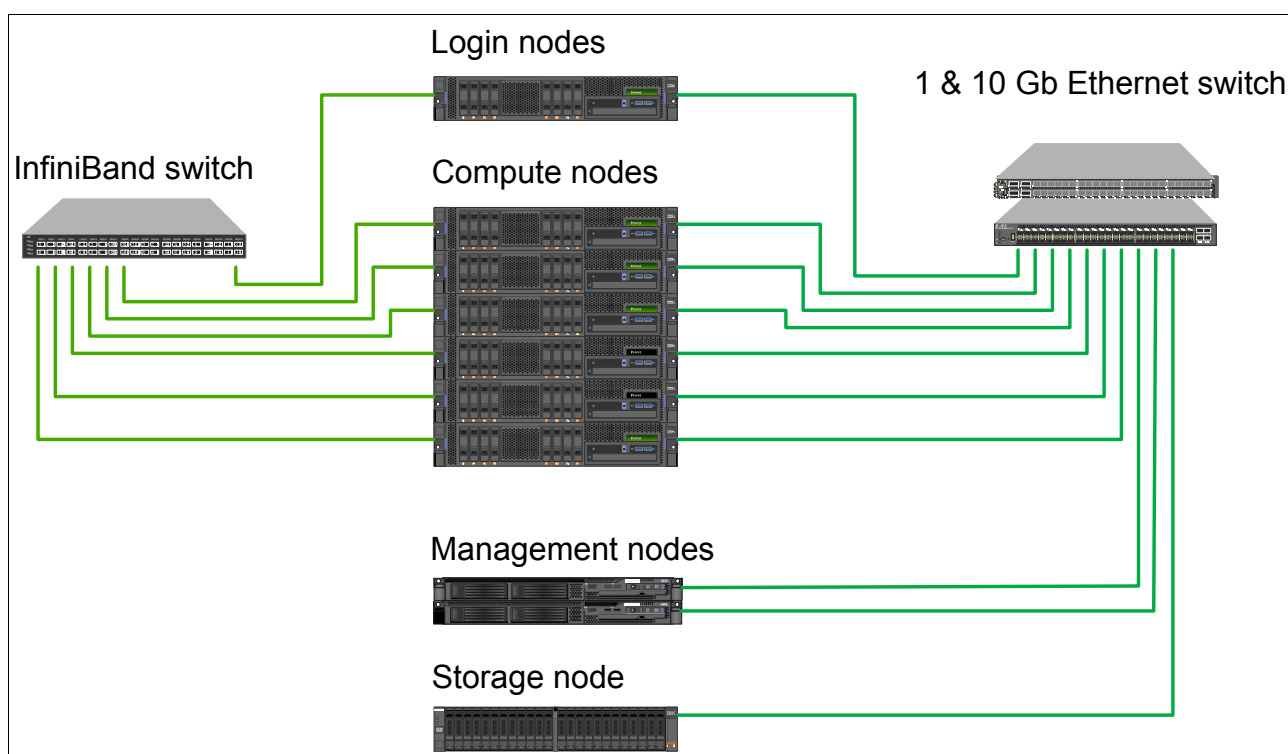 Login nodes
1 & 10 Gb Ethernet switch
InfiniBand switch
Compute nodes
Management nodes
Storage node